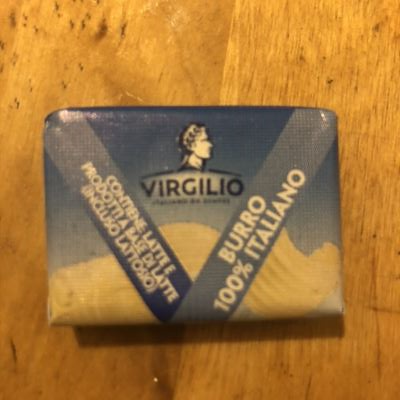 VIRGILIO
ITALIANO DA SEMPRE
CONTIENE LATTE E
PRODOTTI A BASE DI LATTE
(INCLUSO LATTOSIO)
BURRO
100% ITALIANO